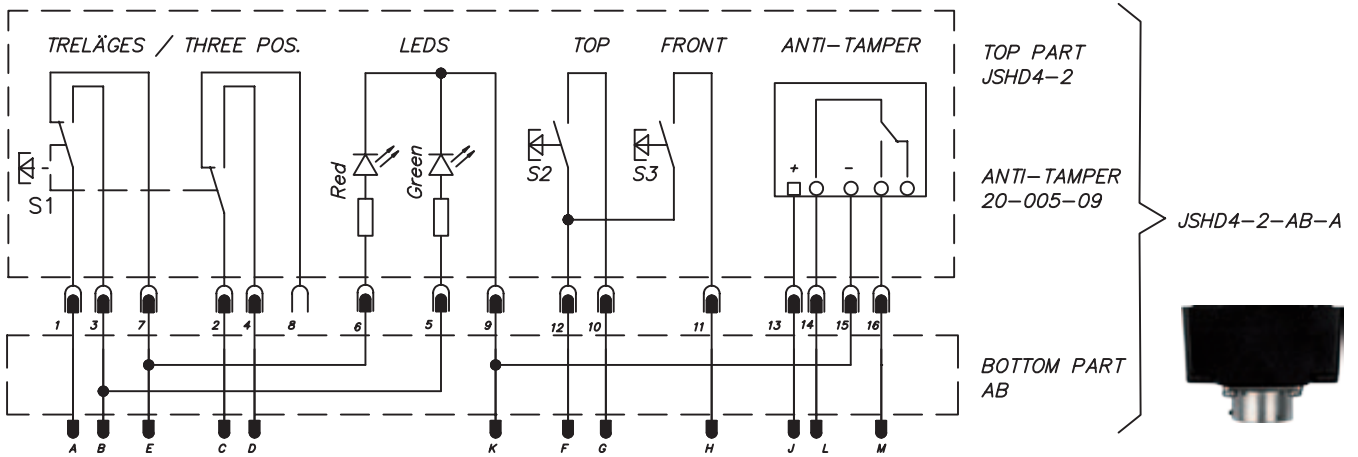 TRELÄGES / THREE POS.
LEDS
TOP
FRONT
ANTI-TAMPER
TOP PART
JSHD4-2
ANTI-TAMPER
20-005-09
JSHD4-2-AB-A
S1
Red
Green
S2
S3
+
-
1
3
7
2
4
8
6
5
9
12
10
11
13
14
15
16
BOTTOM PART
AB
A
B
E
C
D
K
F
G
H
J
L
M